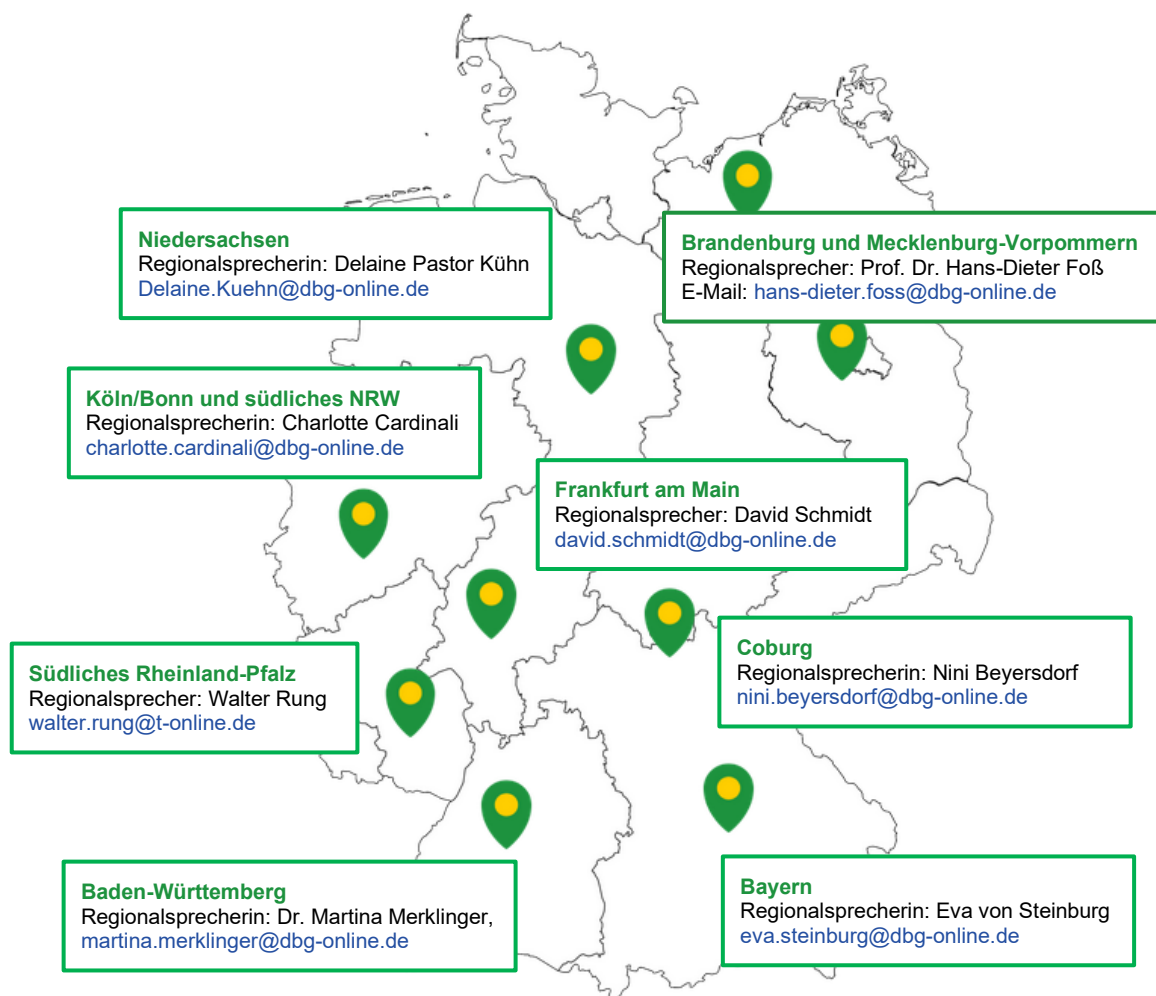 Niedersachsen
Regionalsprecherin: Delaine Pastor Kühn
Delaine.Kuehn@dbg-online.de
Brandenburg und Mecklenburg-Vorpommern
Regionalsprecher: Prof. Dr. Hans-Dieter Foß
E-Mail: hans-dieter.foss@dbg-online.de
Köln/Bonn und südliches NRW
Regionalsprecherin: Charlotte Cardinali
charlotte.cardinali@dbg-online.de
Frankfurt am Main
Regionalsprecher: David Schmidt
david.schmidt@dbg-online.de
Südliches Rheinland-Pfalz
Regionalsprecher: Walter Rung
walter.rung@t-online.de
Coburg
Regionalsprecherin: Nini Beyersdorf
nini.beyersdorf@dbg-online.de
Baden-Württemberg
Regionalsprecherin: Dr. Martina Merklinger,
martina.merklinger@dbg-online.de
Bayern
Regionalsprecherin: Eva von Steinburg
eva.steinburg@dbg-online.de